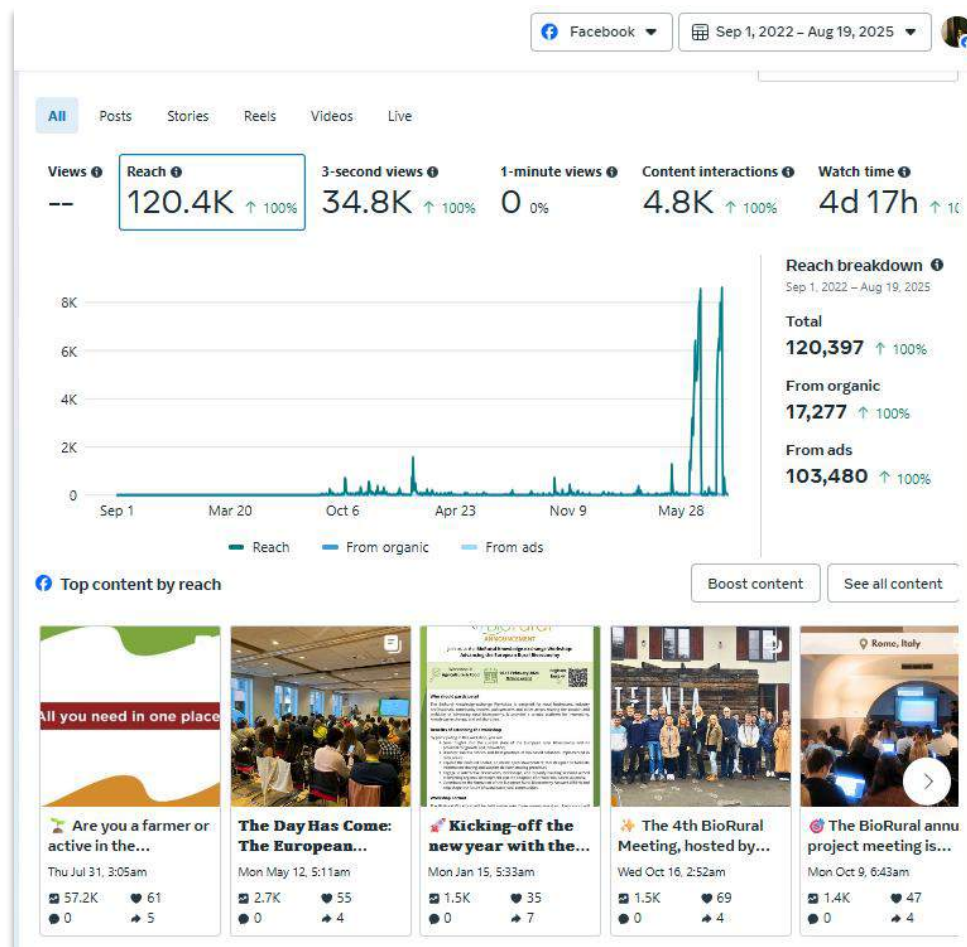 Facebook
Sep 1, 2022 – Aug 19, 2025
All Posts Stories Reels Videos Live
Views Reach 3-second views 1-minute views Content interactions Watch time
-- 120.4K ↑ 100% 34.8K ↑ 100% 0 0% 4.8K ↑ 100% 4d 17h ↑ 10
Reach breakdown
Sep 1, 2022 – Aug 19, 2025
Total
120,397 ↑ 100%
From organic
17,277 ↑ 100%
From ads
103,480 ↑ 100%
8K
6K
4K
2K
0
Sep 1 Mar 20 Oct 6 Apr 23 Nov 9 May 28
Reach From organic From ads
Top content by reach
Boost content See all content
All you need in one place
ANNOUNCEMENT
Rome, Italy
Are you a farmer or
active in the...
Thu Jul 31, 3:05am
57.2K 61
0 5
The Day Has Come:
The European...
Mon May 12, 5:11am
2.7K 55
0 4
Kicking-off the
new year with the...
Mon Jan 15, 5:33am
1.5K 35
0 7
The 4th BioRural
Meeting, hosted by...
Wed Oct 16, 2:52am
1.5K 69
0 4
The BioRural annu
project meeting is...
Mon Oct 9, 6:43am
1.4K 47
0 4